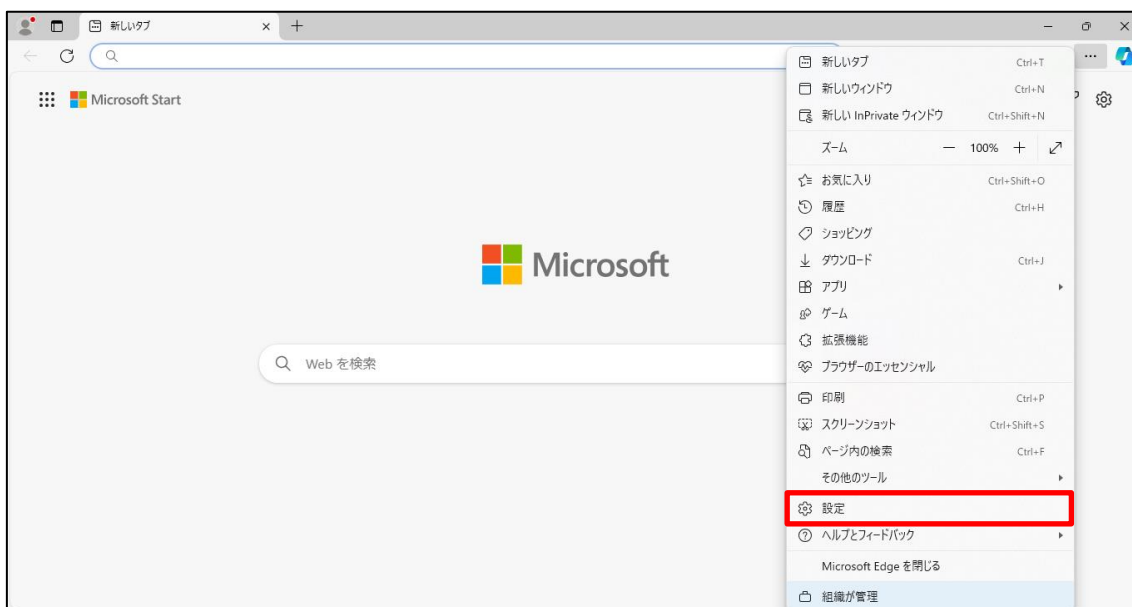 新しいタブ
Microsoft Start
Microsoft
Web を検索
新しいタブ Ctrl+T
新しいウィンドウ Ctrl+N
新しい InPrivate ウィンドウ Ctrl+Shift+N
ズーム 100%
お気に入り Ctrl+Shift+O
履歴 Ctrl+H
ショッピング
ダウンロード Ctrl+J
アプリ
ゲーム
拡張機能
ブラウザーのエッセンシャル
印刷 Ctrl+P
スクリーンショット Ctrl+Shift+S
ページ内の検索 Ctrl+F
その他のツール
設定
ヘルプとフィードバック
Microsoft Edge を閉じる
組織が管理